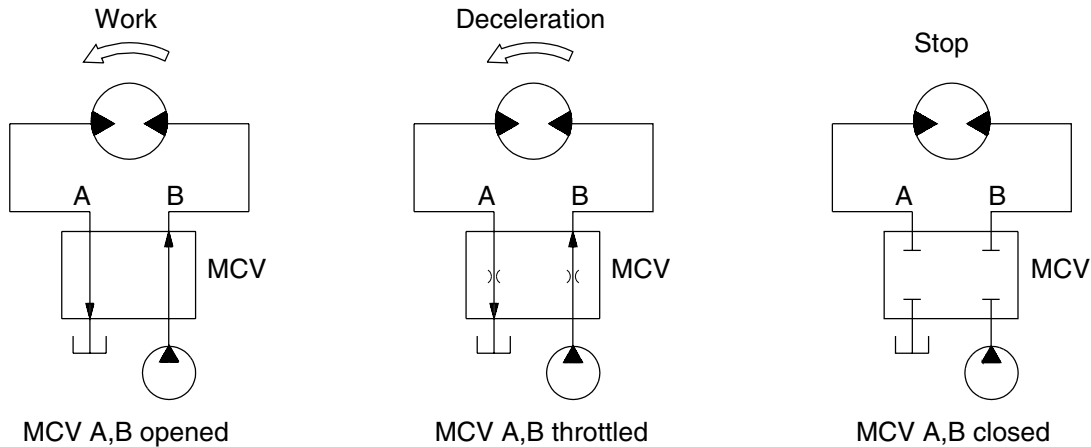 Work
A B
MCV
MCV A,B opened
Deceleration
A B
MCV
MCV A,B throttled
Stop
A B
MCV
MCV A,B closed